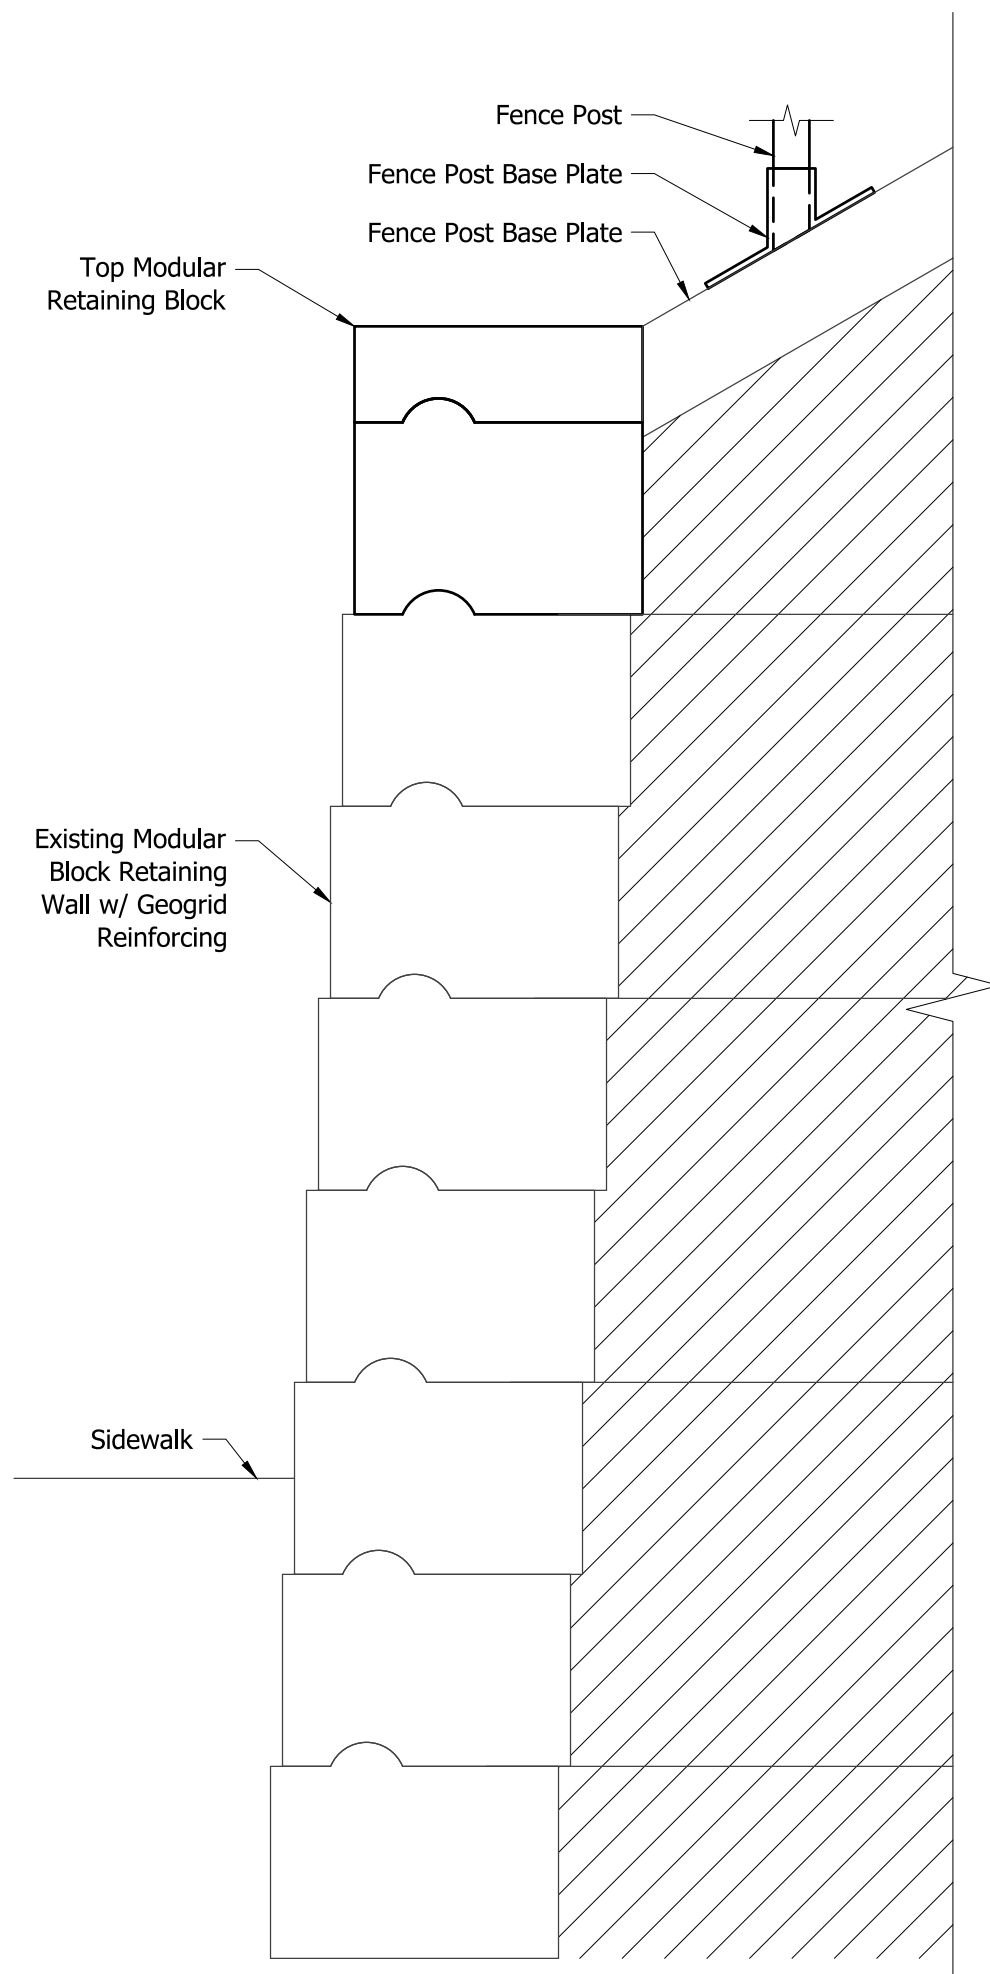 Fence Post
Fence Post Base Plate
Fence Post Base Plate
Top Modular
Retaining Block
Existing Modular
Block Retaining
Wall w/ Geogrid
Reinforcing
Sidewalk